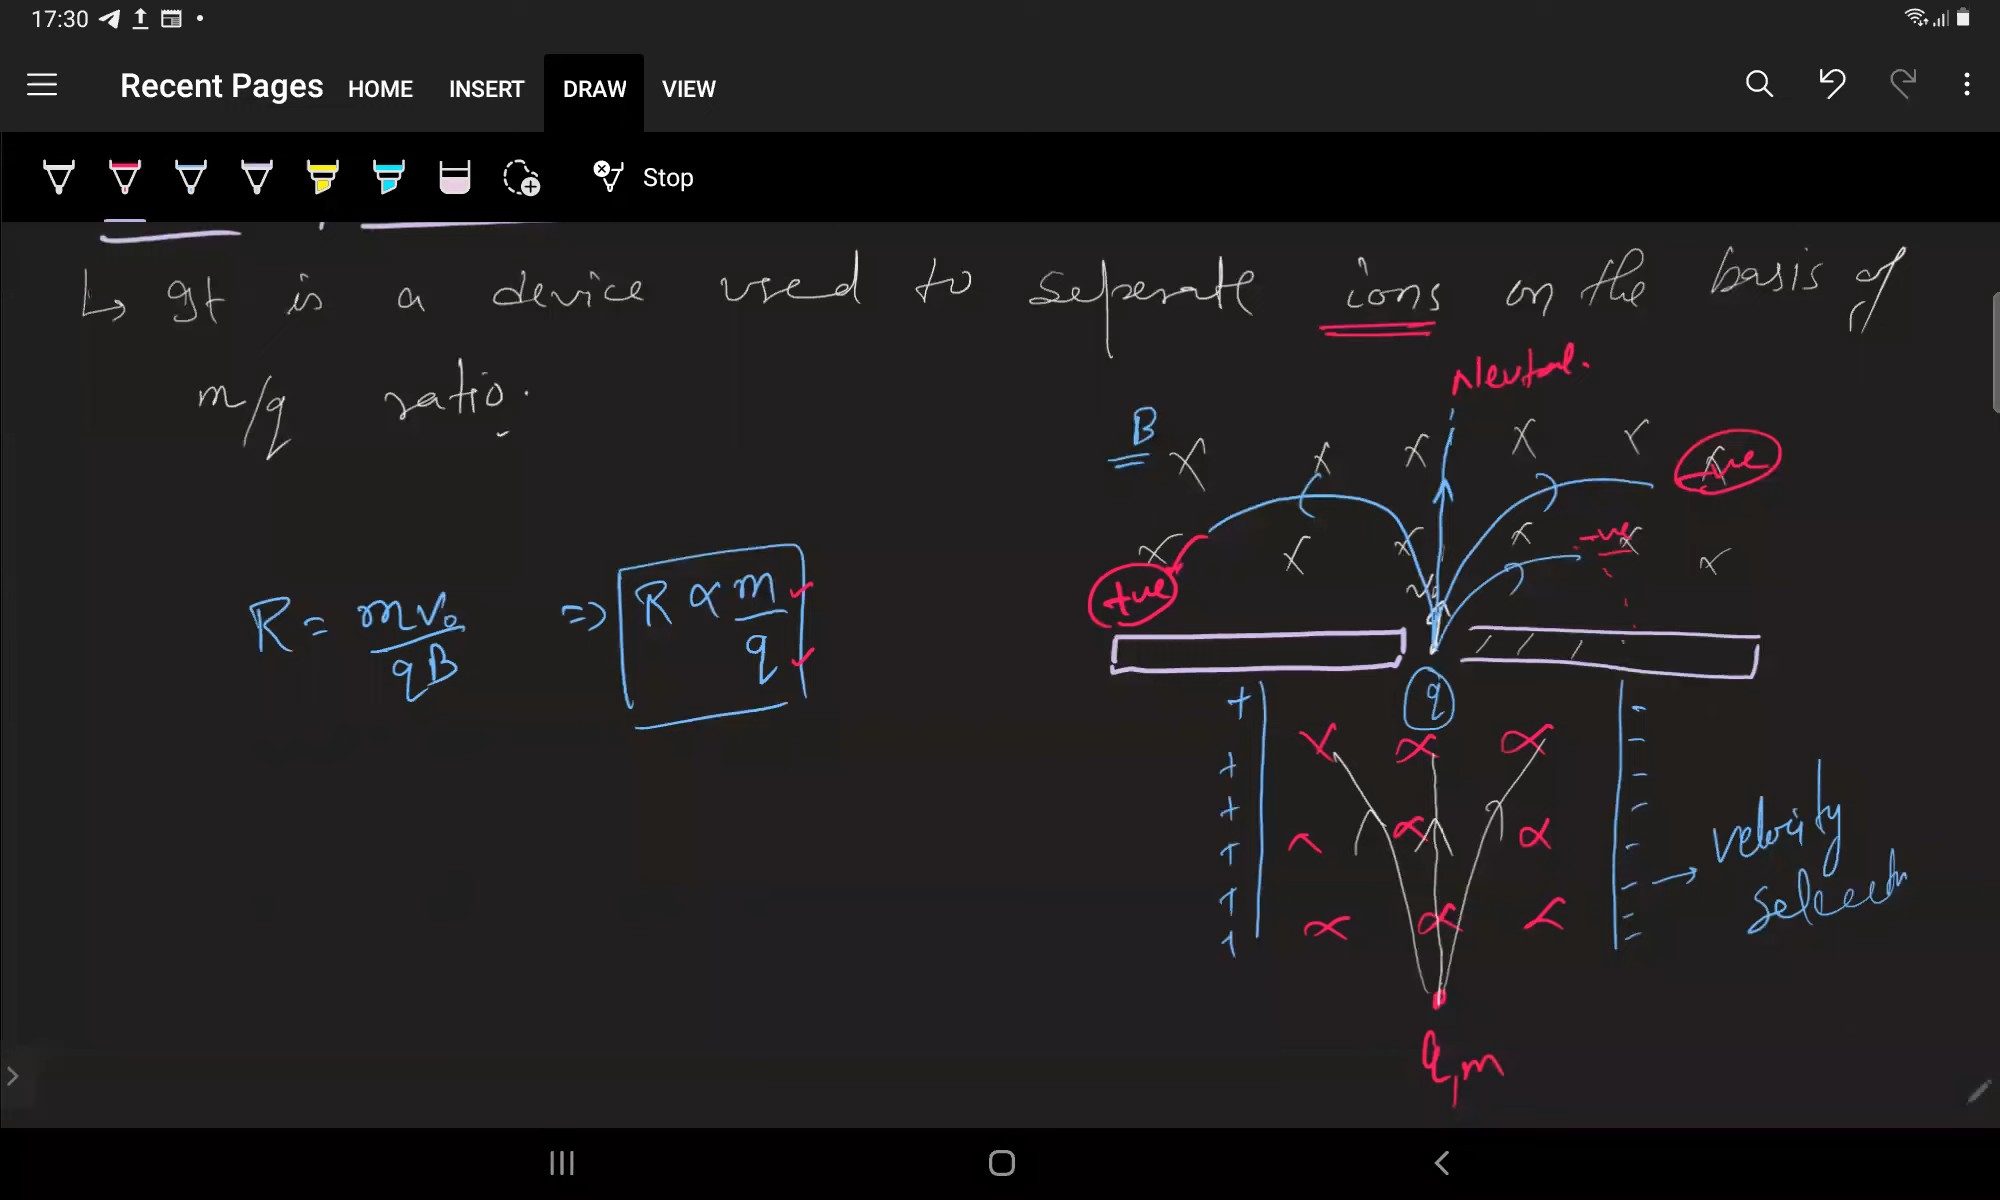 17:30
Recent Pages HOME INSERT DRAW VIEW
Stop
↳ It is a device used to seperate ions on the basis of
m/q ratio.
Neutral.
B
-ve
-ve
+ve
R = mv₀/qB => R ∝ m/q
q
velocity
selector
q,m